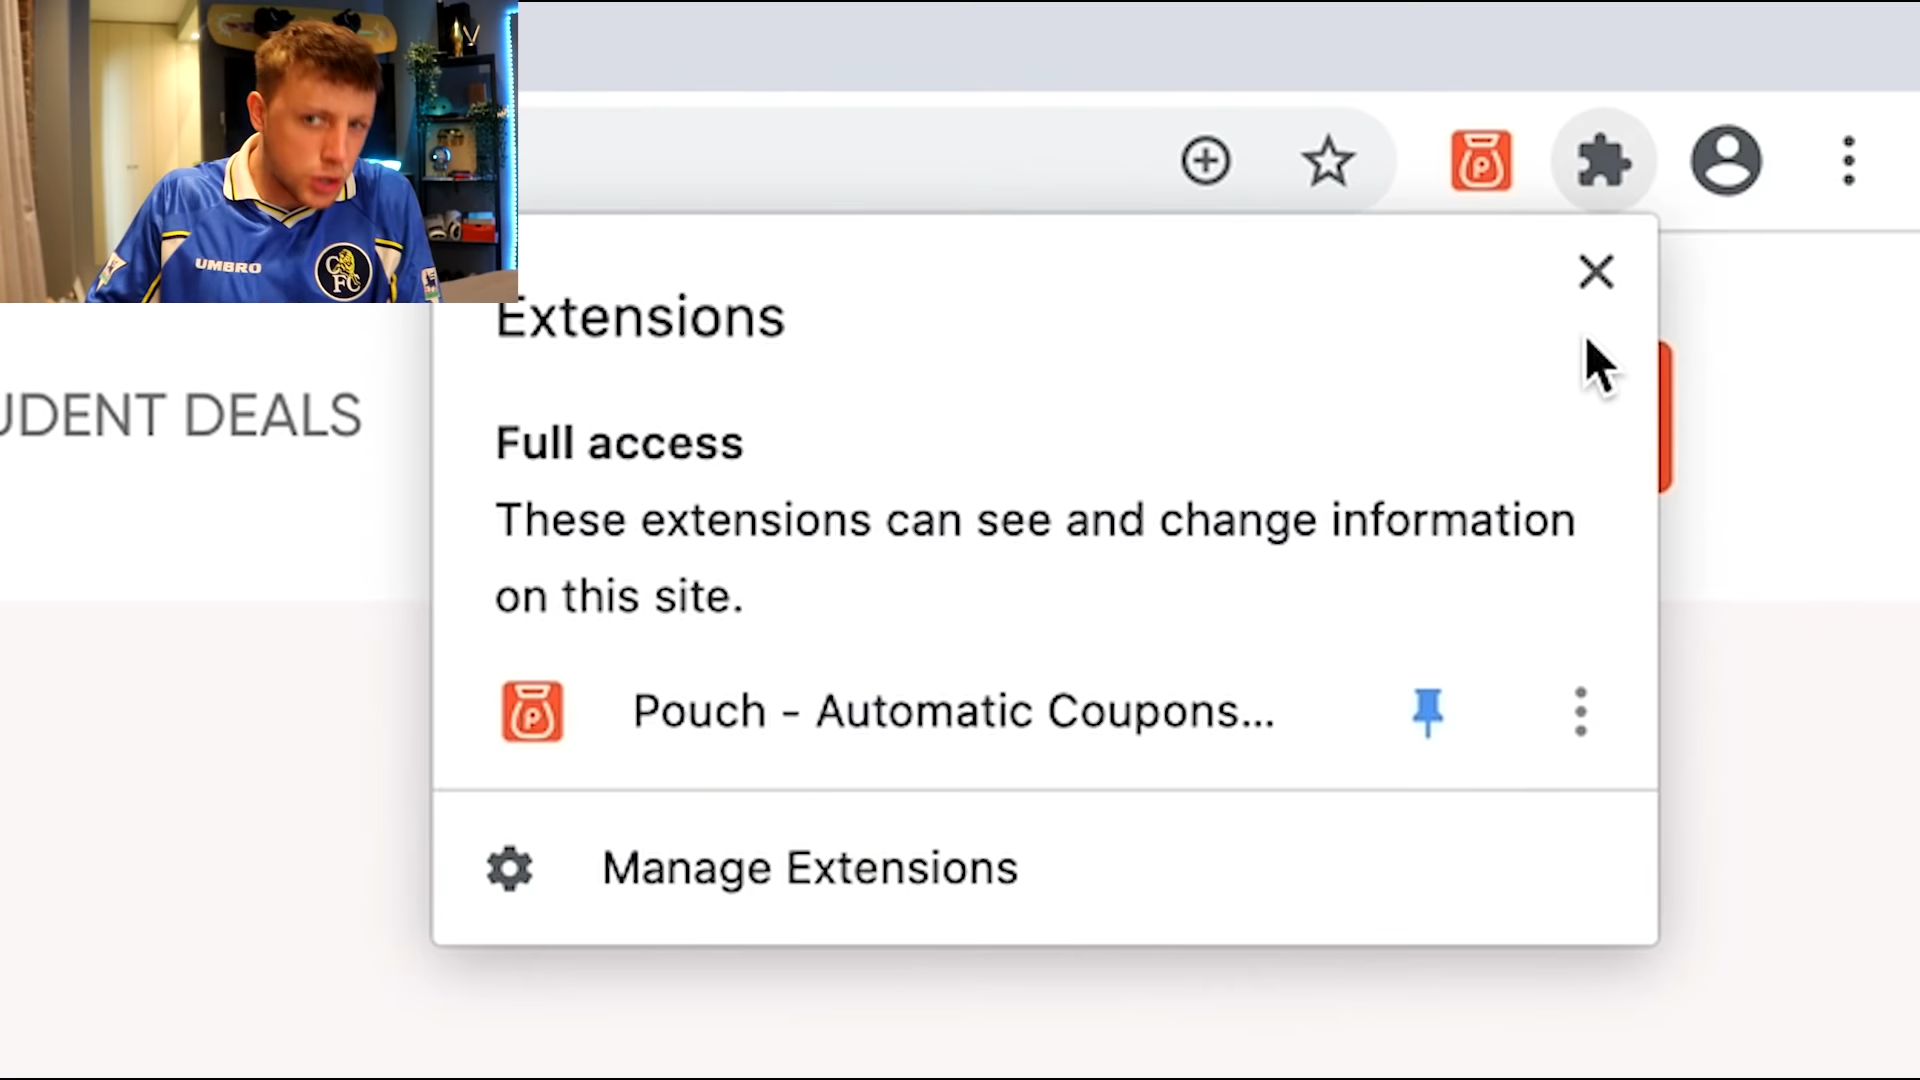 UMBRO
CFC
Extensions
UDENT DEALS
Full access
These extensions can see and change information
on this site.
P
P
Pouch - Automatic Coupons...
Manage Extensions